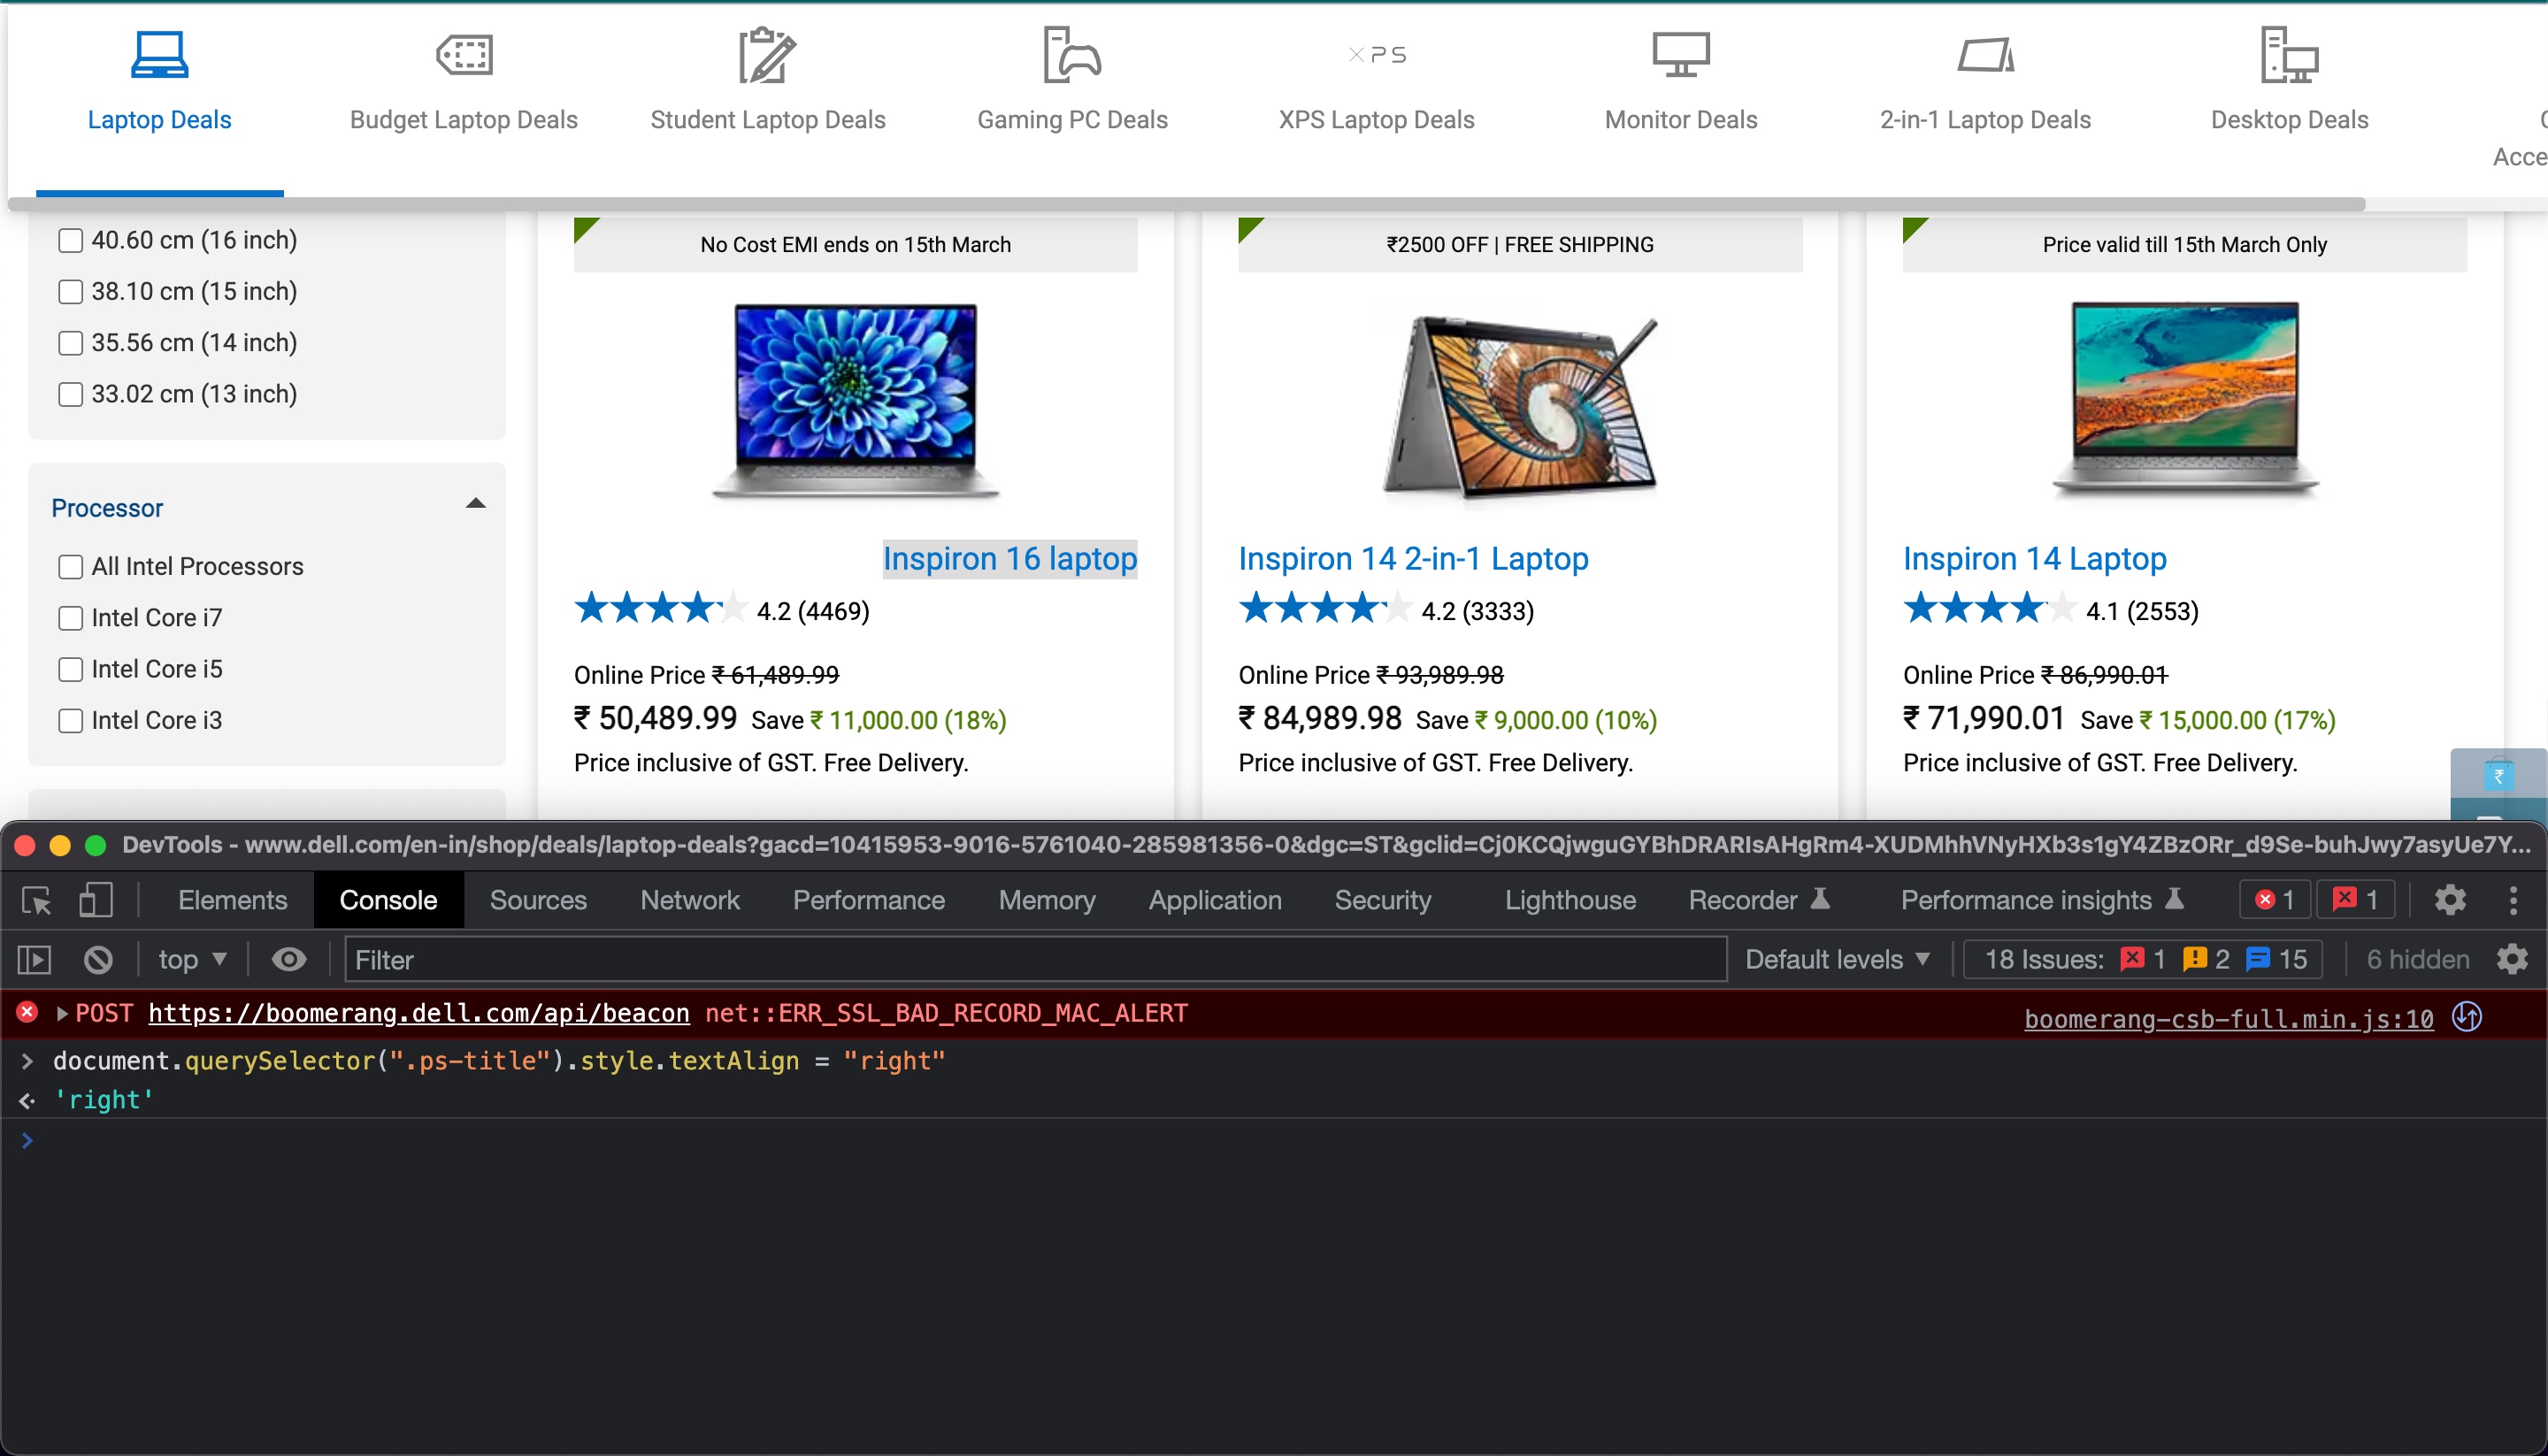 Laptop Deals
Budget Laptop Deals
Student Laptop Deals
Gaming PC Deals
XPS
XPS Laptop Deals
Monitor Deals
2-in-1 Laptop Deals
Desktop Deals
40.60 cm (16 inch)
38.10 cm (15 inch)
35.56 cm (14 inch)
33.02 cm (13 inch)
Processor
All Intel Processors
Intel Core i7
Intel Core i5
Intel Core i3
No Cost EMI ends on 15th March
Inspiron 16 laptop
4.2 (4469)
Online Price ₹ 61,489.99
₹ 50,489.99 Save ₹ 11,000.00 (18%)
Price inclusive of GST. Free Delivery.
₹2500 OFF | FREE SHIPPING
Inspiron 14 2-in-1 Laptop
4.2 (3333)
Online Price ₹ 93,989.98
₹ 84,989.98 Save ₹ 9,000.00 (10%)
Price inclusive of GST. Free Delivery.
Price valid till 15th March Only
Inspiron 14 Laptop
4.1 (2553)
Online Price ₹ 86,990.01
₹ 71,990.01 Save ₹ 15,000.00 (17%)
Price inclusive of GST. Free Delivery.
₹
DevTools - www.dell.com/en-in/shop/deals/laptop-deals?gacd=10415953-9016-5761040-285981356-0&dgc=ST&gclid=Cj0KCQjwguGYBhDRARIsAHgRm4-XUDMhhVNyHXb3s1gY4ZBzORr_d9Se-buhJwy7asyUe7Y...
Elements Console Sources Network Performance Memory Application Security Lighthouse Recorder Performance insights 1 1
top Filter Default levels 18 Issues: 1 2 15 6 hidden
POST https://boomerang.dell.com/api/beacon net::ERR_SSL_BAD_RECORD_MAC_ALERT boomerang-csb-full.min.js:10
> document.querySelector(".ps-title").style.textAlign = "right"
'right'
>